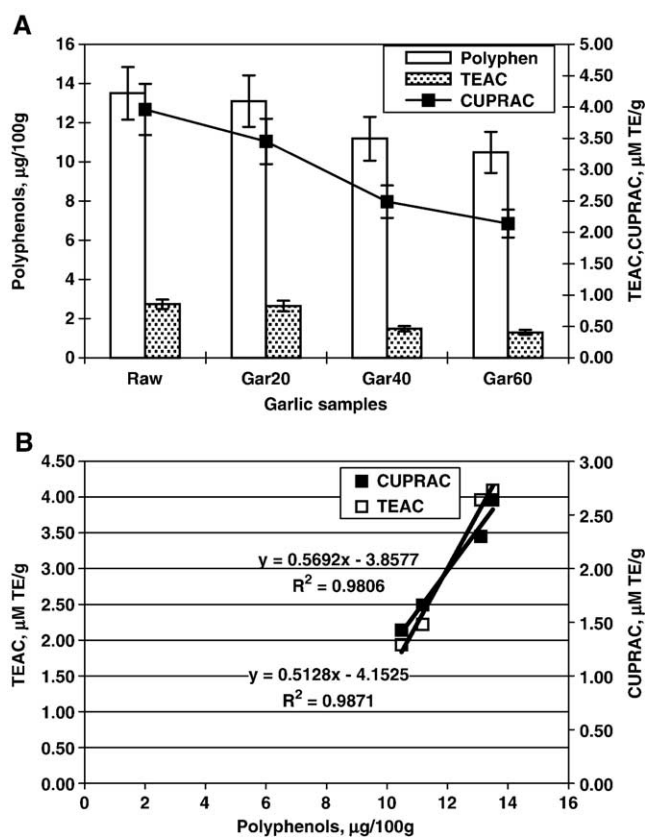 A
Polyphenols, µg/100g
16
14
12
10
8
6
4
2
0
5.00
4.50
4.00
3.50
3.00
2.50
2.00
1.50
1.00
0.50
0.00
TEAC,CUPRAC, µM TE/g
Polyphen
TEAC
CUPRAC
Raw Gar20 Gar40 Gar60
Garlic samples
B
TEAC, µM TE/g
4.50
4.00
3.50
3.00
2.50
2.00
1.50
1.00
0.50
0.00
3.00
2.50
2.00
1.50
1.00
0.50
0.00
CUPRAC, µM TE/g
CUPRAC
TEAC
y = 0.5692x - 3.8577
R² = 0.9806
y = 0.5128x - 4.1525
R² = 0.9871
0 2 4 6 8 10 12 14 16
Polyphenols, µg/100g